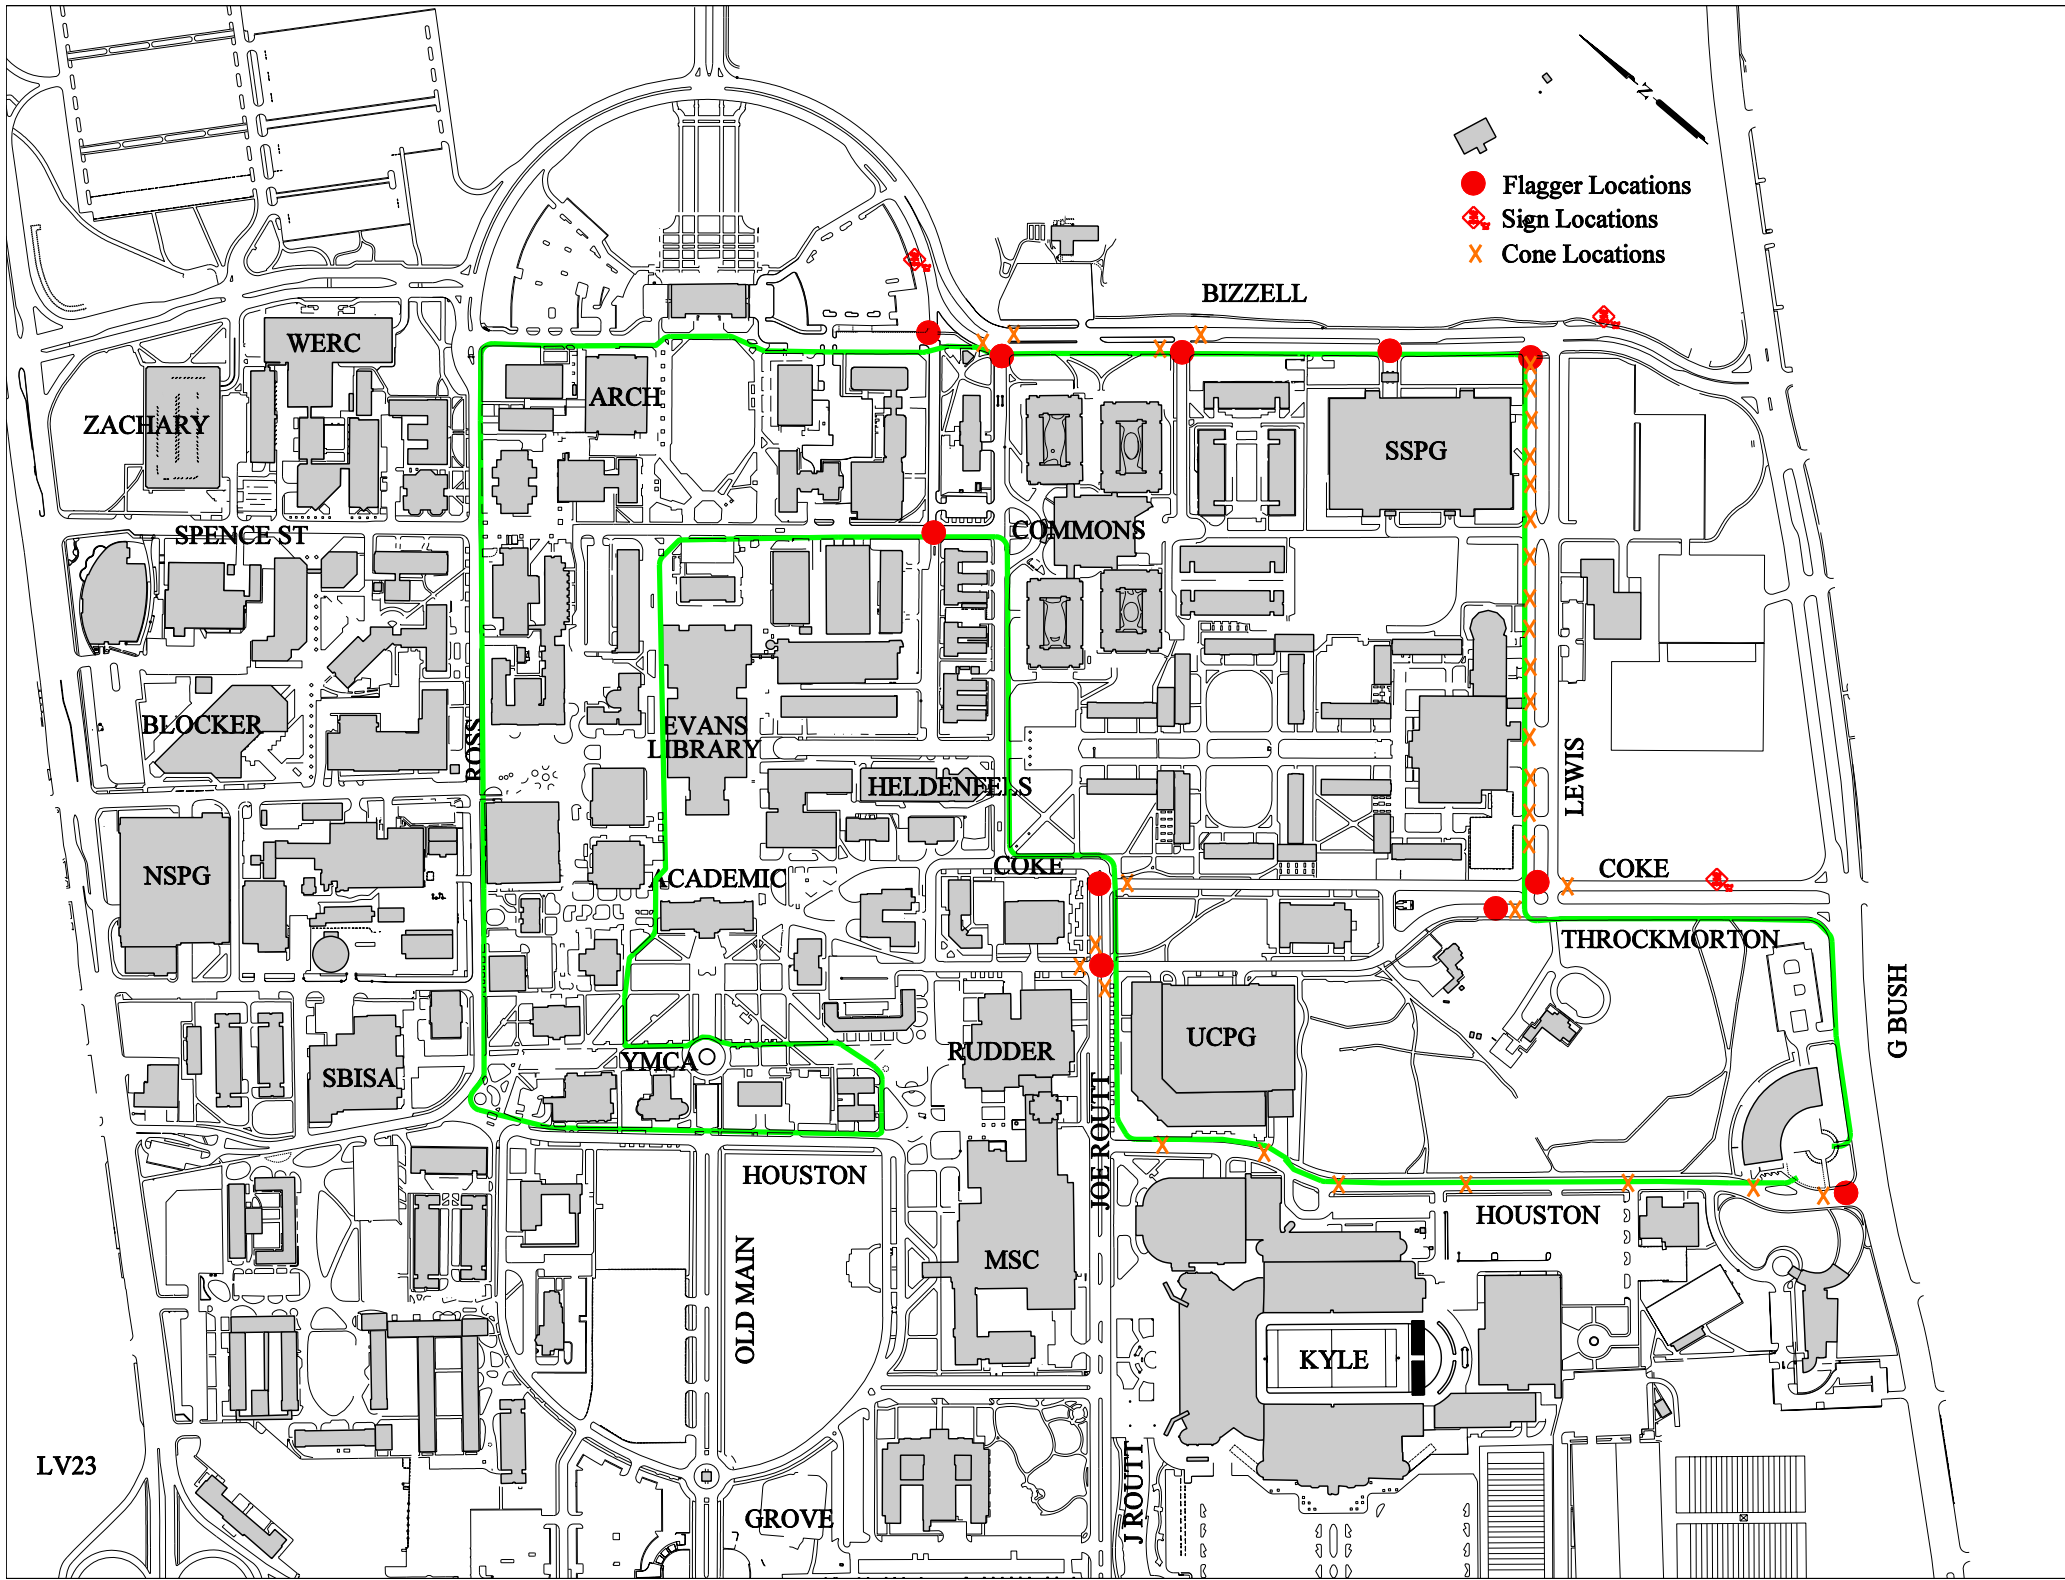 Z
Flagger Locations
Sign Locations
Cone Locations
BIZZELL
WERC
ARCH
ZACHARY
SSPG
SPENCE ST
COMMONS
BLOCKER
ROSS
EVANS
LIBRARY
HELDENFELS
LEWIS
NSPG
ACADEMIC
COKE
COKE
THROCKMORTON
G BUSH
SBISA
YMCA
RUDDER
UCPG
JOE ROUTT
HOUSTON
HOUSTON
OLD MAIN
MSC
KYLE
LV23
GROVE
J ROUTT